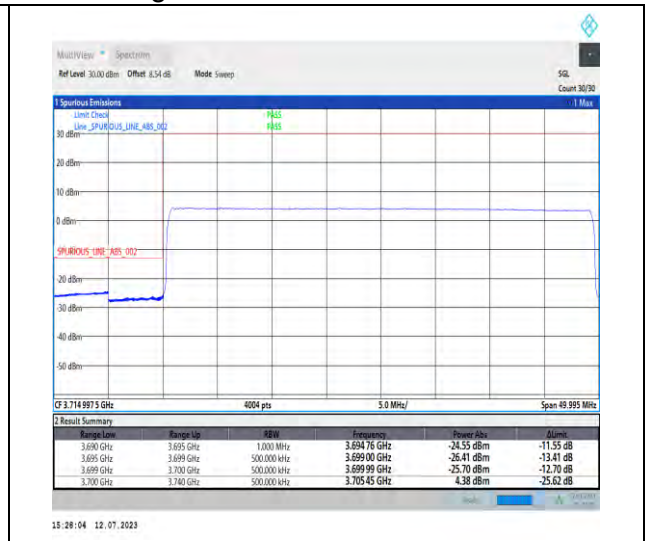 MultiView Spectrum
Ref Level 30.00 dBm Offset 8.54 dB Mode Sweep SGL
Count 30/30
1 Spurious Emissions 1 Max
Limit Check PASS
Line _SPURIOUS_LINE_ABS_002 PASS
30 dBm
20 dBm
10 dBm
0 dBm
SPURIOUS_LINE_ABS_002
-20 dBm
-30 dBm
-40 dBm
-50 dBm
CF 3.714 997 5 GHz 4004 pts 5.0 MHz/ Span 49.995 MHz
2 Result Summary
Range Low Range Up RBW Frequency Power Abs ΔLimit
3.690 GHz 3.695 GHz 1.000 MHz 3.694 76 GHz -24.55 dBm -11.55 dB
3.695 GHz 3.699 GHz 500.000 kHz 3.699 00 GHz -26.41 dBm -13.41 dB
3.699 GHz 3.700 GHz 500.000 kHz 3.699 99 GHz -25.70 dBm -12.70 dB
3.700 GHz 3.740 GHz 500.000 kHz 3.705 45 GHz 4.38 dBm -25.62 dB
15:28:04 12.07.2023